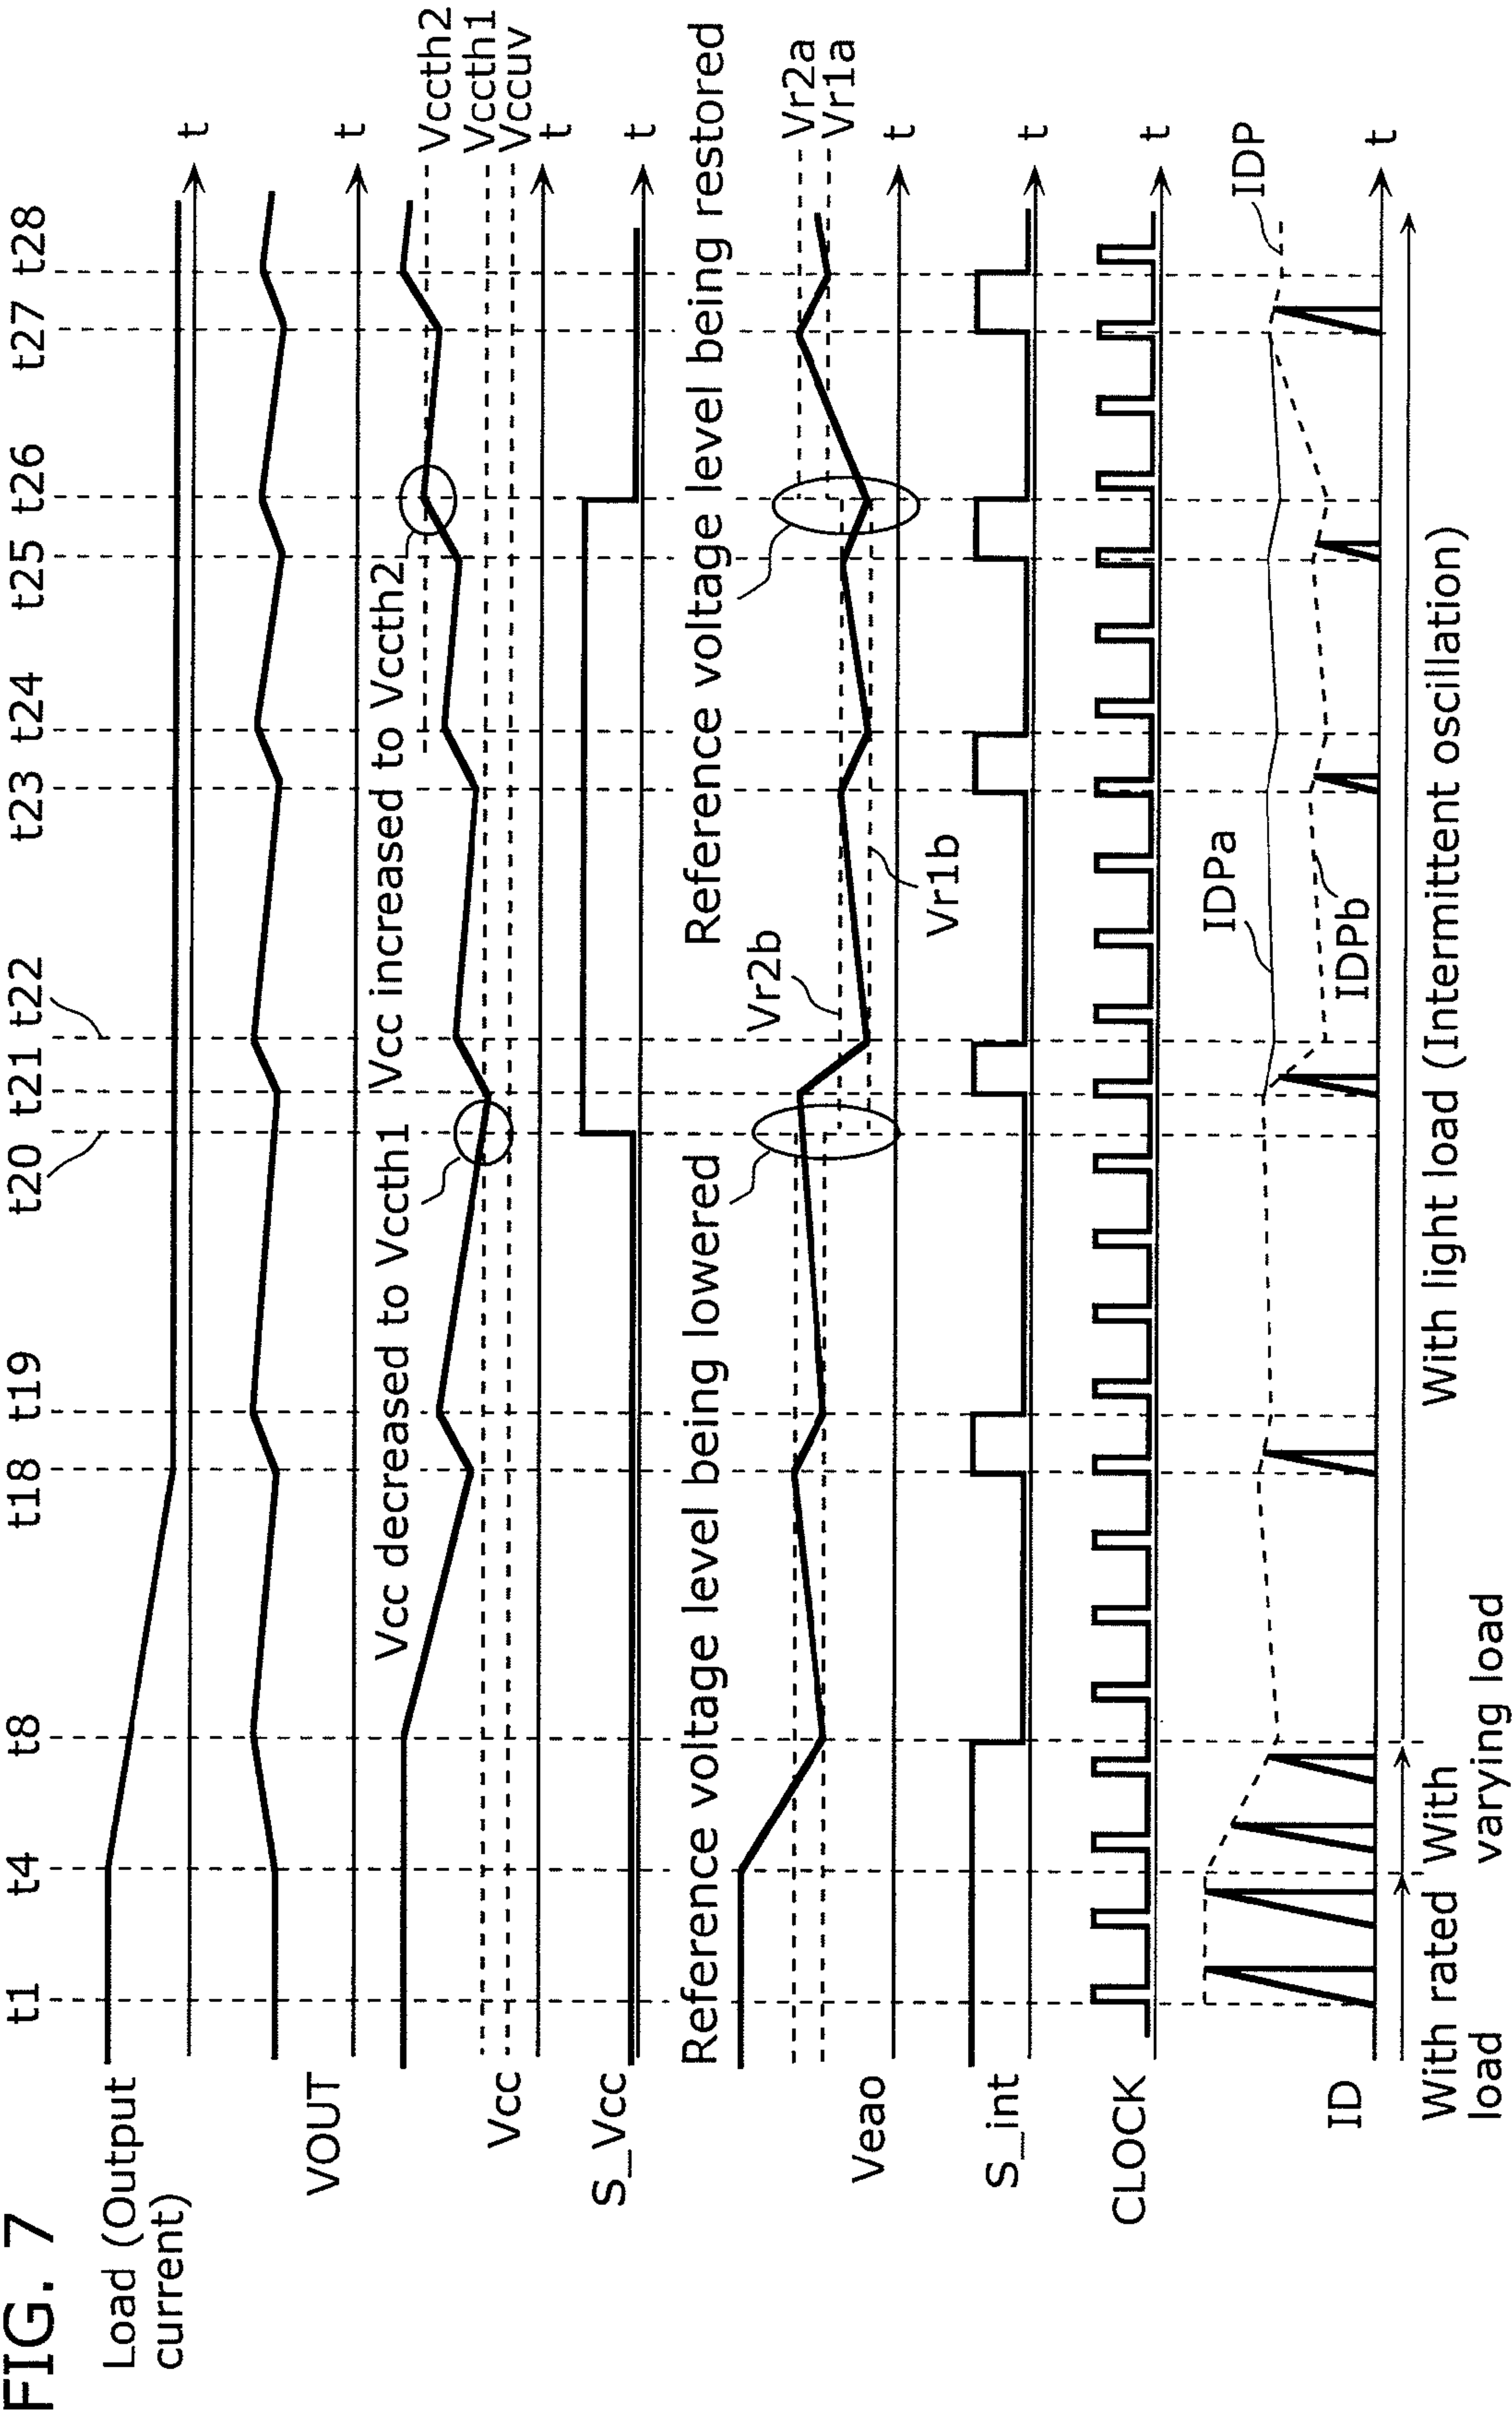 FIG. 7
t1 t4 t8 t18 t19 t20 t21 t22 t23 t24 t25 t26 t27 t28
Load (Output
current)
t
VOUT
t
Vcc decreased to Vccth1
Vcc increased to Vccth2
Vccth2
Vccth1
Vccuv
Vcc
t
S_Vcc
t
Reference voltage level being lowered
Reference voltage level being restored
Vr2b
Vr2a
Vr1a
Vr1b
Veao
t
S_int
t
CLOCK
t
IDPa
IDP
IDPb
ID
t
With rated
load
With
varying load
With light load (Intermittent oscillation)